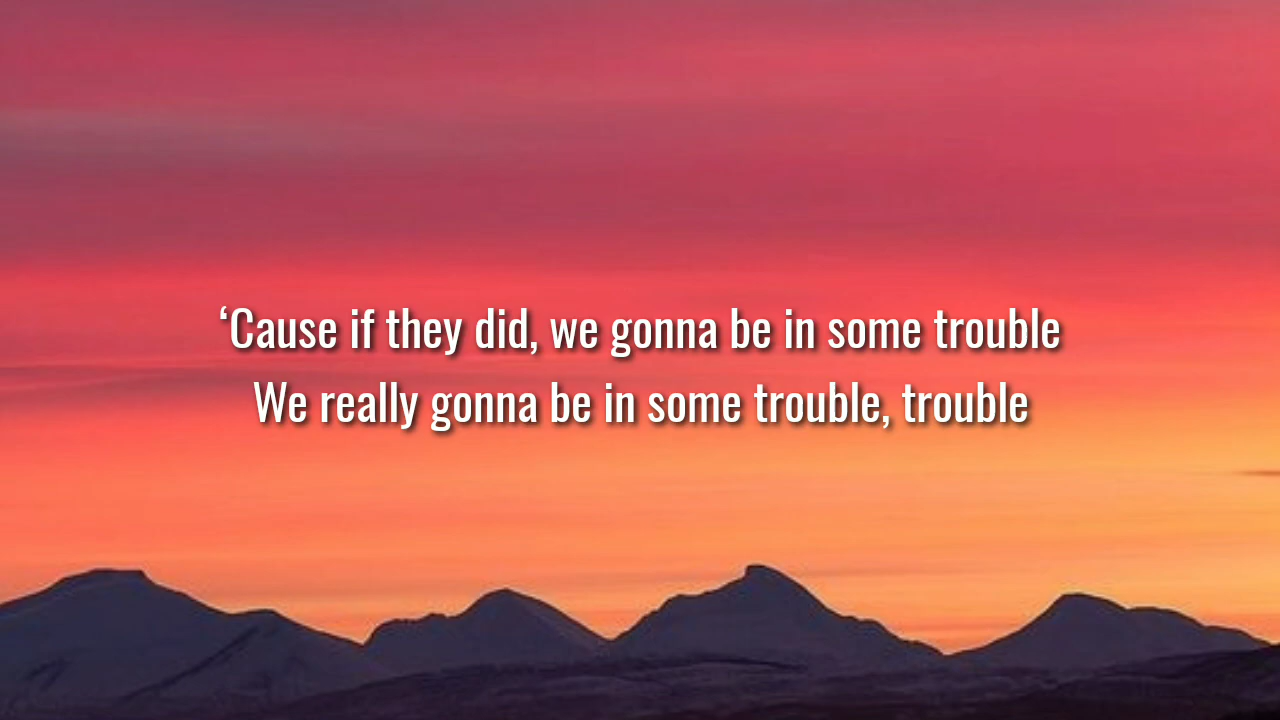 ‘Cause if they did, we gonna be in some trouble
We really gonna be in some trouble, trouble